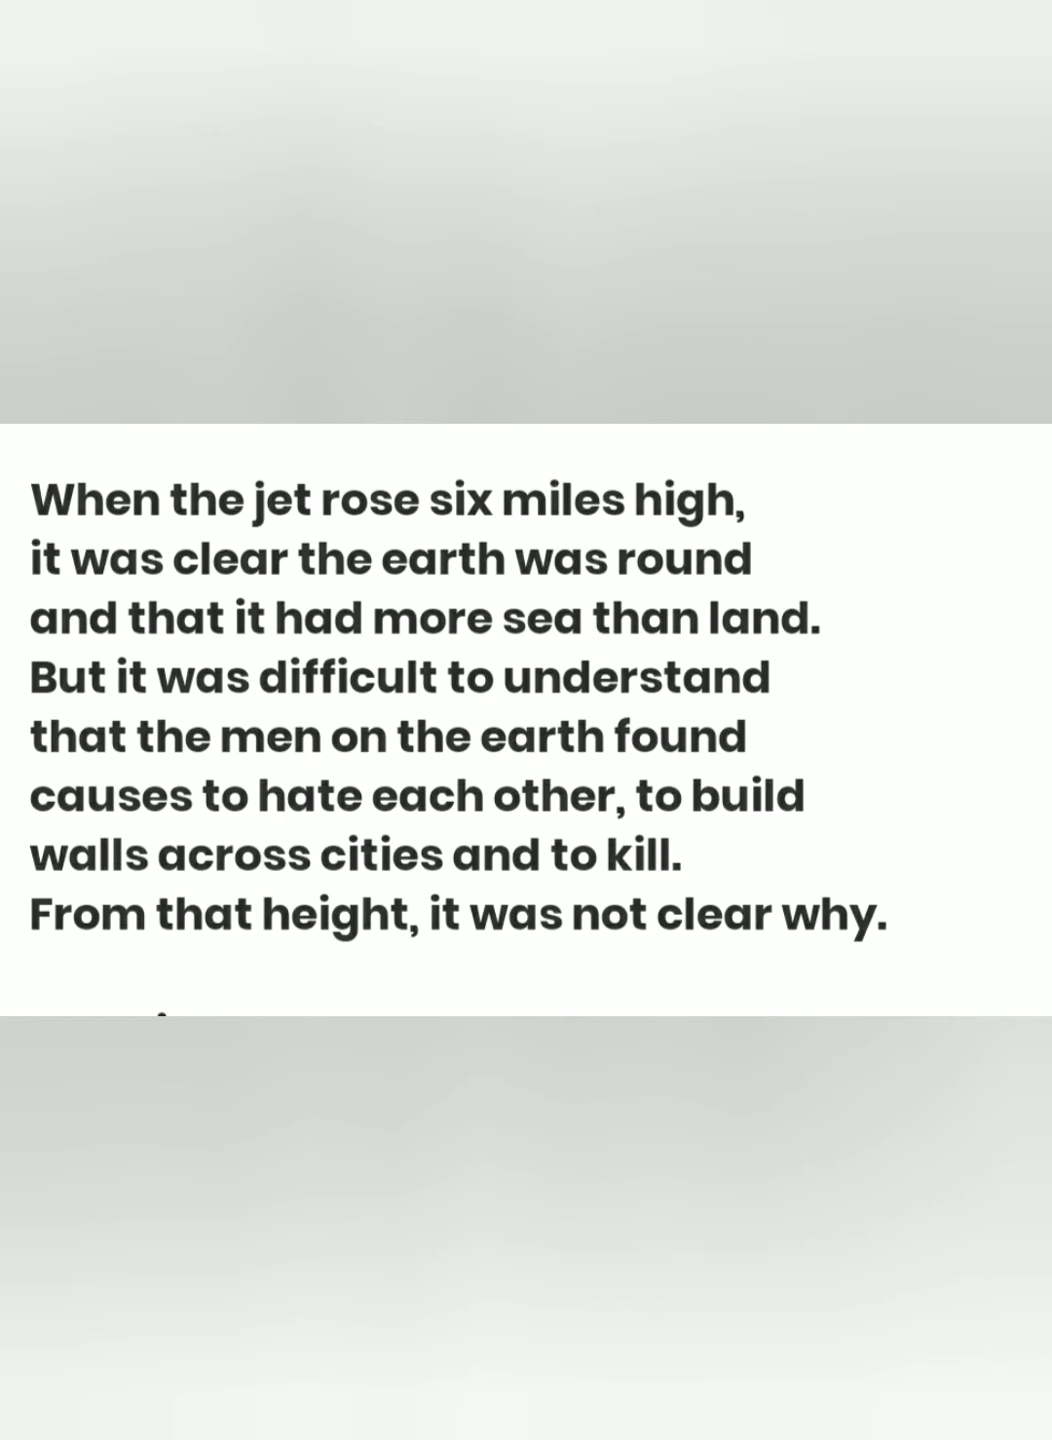 When the jet rose six miles high,
it was clear the earth was round
and that it had more sea than land.
But it was difficult to understand
that the men on the earth found
causes to hate each other, to build
walls across cities and to kill.
From that height, it was not clear why.